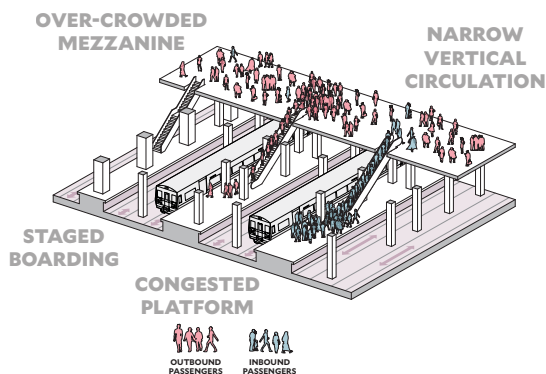 OVER-CROWDED
MEZZANINE
NARROW
VERTICAL
CIRCULATION
STAGED
BOARDING
CONGESTED
PLATFORM
OUTBOUND
PASSENGERS
INBOUND
PASSENGERS